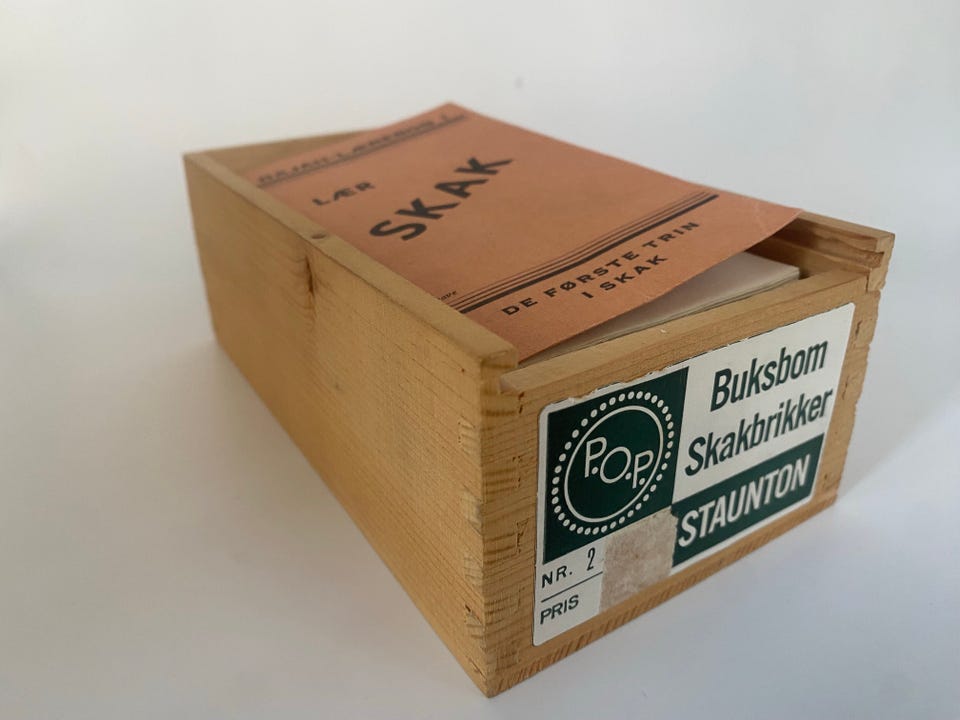 LÆR
SKAK
DE FØRSTE TRIN
I SKAK
P.O.P.
Buksbom
Skakbrikker
STAUNTON
NR. 2
PRIS